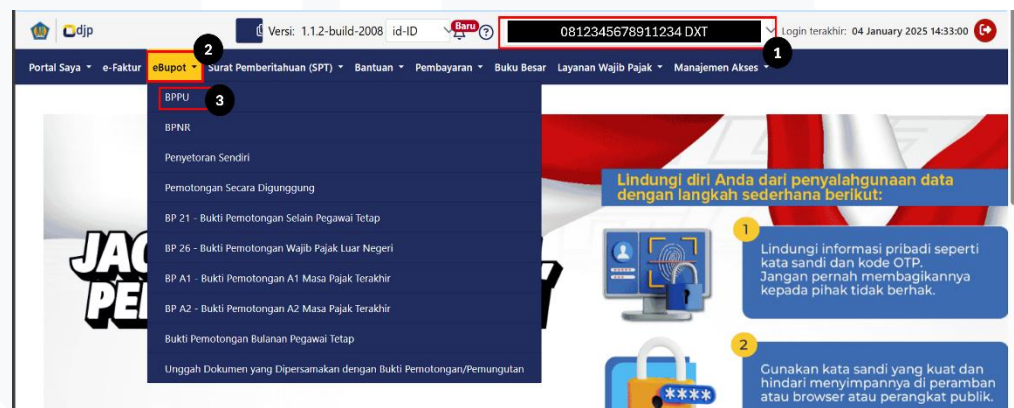 djp
Versi: 1.1.2-build-2008 id-ID Baru ? 0812345678911234 DXT Login terakhir: 04 January 2025 14:33:00
1
2
Portal Saya e-Faktur eBupot Surat Pemberitahuan (SPT) Bantuan Pembayaran Buku Besar Layanan Wajib Pajak Manajemen Akses
BPPU
3
BPNR
Penyetoran Sendiri
Pemotongan Secara Digunggung
BP 21 - Bukti Pemotongan Selain Pegawai Tetap
BP 26 - Bukti Pemotongan Wajib Pajak Luar Negeri
BP A1 - Bukti Pemotongan A1 Masa Pajak Terakhir
BP A2 - Bukti Pemotongan A2 Masa Pajak Terakhir
Bukti Pemotongan Bulanan Pegawai Tetap
Unggah Dokumen yang Dipersamakan dengan Bukti Pemotongan/Pemungutan
Lindungi diri Anda dari penyalahgunaan data
dengan langkah sederhana berikut:
1
Lindungi informasi pribadi seperti
kata sandi dan kode OTP.
Jangan pernah membagikannya
kepada pihak tidak berhak.
2
Gunakan kata sandi yang kuat dan
hindari menyimpannya di peramban
atau browser atau perangkat publik.
****